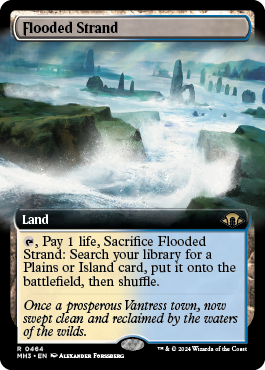 Flooded Strand
Land
, Pay 1 life, Sacrifice Flooded
Strand: Search your library for a
Plains or Island card, put it onto the
battlefield, then shuffle.
Once a prosperous Vantress town, now
swept clean and reclaimed by the waters
of the wilds.
R 0464
MH3 • EN Alexander Forssberg
™ & © 2024 Wizards of the Coast